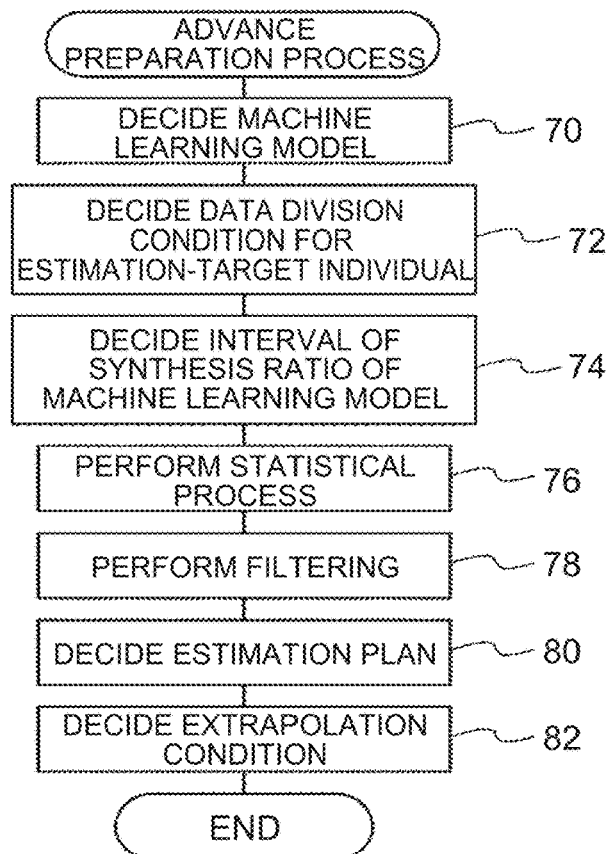 ADVANCE
PREPARATION PROCESS
DECIDE MACHINE
LEARNING MODEL
70
DECIDE DATA DIVISION
CONDITION FOR
ESTIMATION-TARGET INDIVIDUAL
72
DECIDE INTERVAL OF
SYNTHESIS RATIO OF
MACHINE LEARNING MODEL
74
PERFORM STATISTICAL
PROCESS
76
PERFORM FILTERING
78
DECIDE ESTIMATION PLAN
80
DECIDE EXTRAPOLATION
CONDITION
82
END